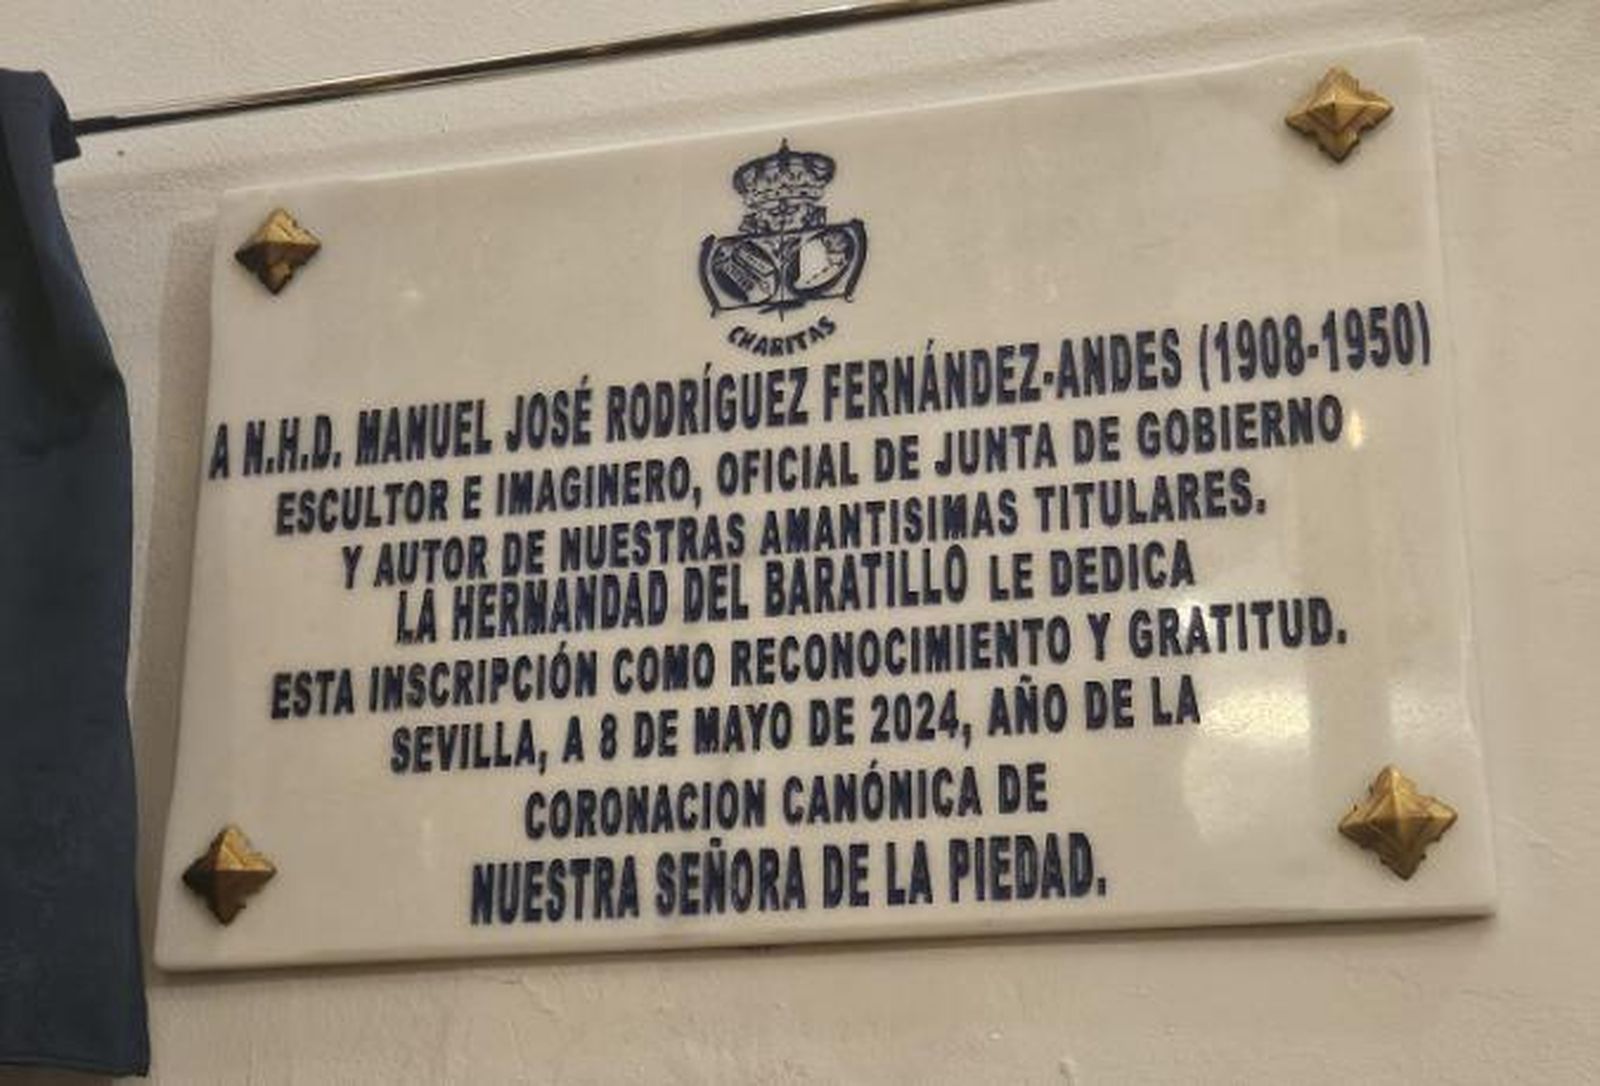 CHARITAS
A N.H.D. MANUEL JOSÉ RODRÍGUEZ FERNÁNDEZ-ANDES (1908-1950)
ESCULTOR E IMAGINERO, OFICIAL DE JUNTA DE GOBIERNO
Y AUTOR DE NUESTRAS AMANTISIMAS TITULARES.
LA HERMANDAD DEL BARATILLO LE DEDICA
ESTA INSCRIPCIÓN COMO RECONOCIMIENTO Y GRATITUD.
SEVILLA, A 8 DE MAYO DE 2024, AÑO DE LA
CORONACION CANÓNICA DE
NUESTRA SEÑORA DE LA PIEDAD.